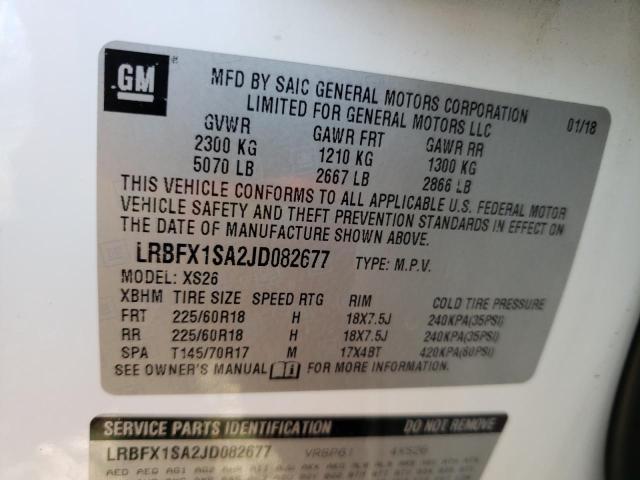 GM
MFD BY SAIC GENERAL MOTORS CORPORATION
LIMITED FOR GENERAL MOTORS LLC
01/18
GVWR GAWR FRT GAWR RR
2300 KG 1210 KG 1300 KG
5070 LB 2667 LB 2866 LB
THIS VEHICLE CONFORMS TO ALL APPLICABLE U.S. FEDERAL MOTOR
VEHICLE SAFETY AND THEFT PREVENTION STANDARDS IN EFFECT ON
THE DATE OF MANUFACTURE SHOWN ABOVE.
LRBFX1SA2JD082677 TYPE: M.P.V.
MODEL: XS26
XBHM TIRE SIZE SPEED RTG RIM COLD TIRE PRESSURE
FRT 225/60R18 H 18X7.5J 240KPA(35PSI)
RR 225/60R18 H 18X7.5J 240KPA(35PSI)
SPA T145/70R17 M 17X4BT 420KPA(60PSI)
SEE OWNER'S MANUAL FOR MORE INFORMATION
SERVICE PARTS IDENTIFICATION DO NOT REMOVE
LRBFX1SA2JD082677 4XS26
AED AEQ AG1 AG2